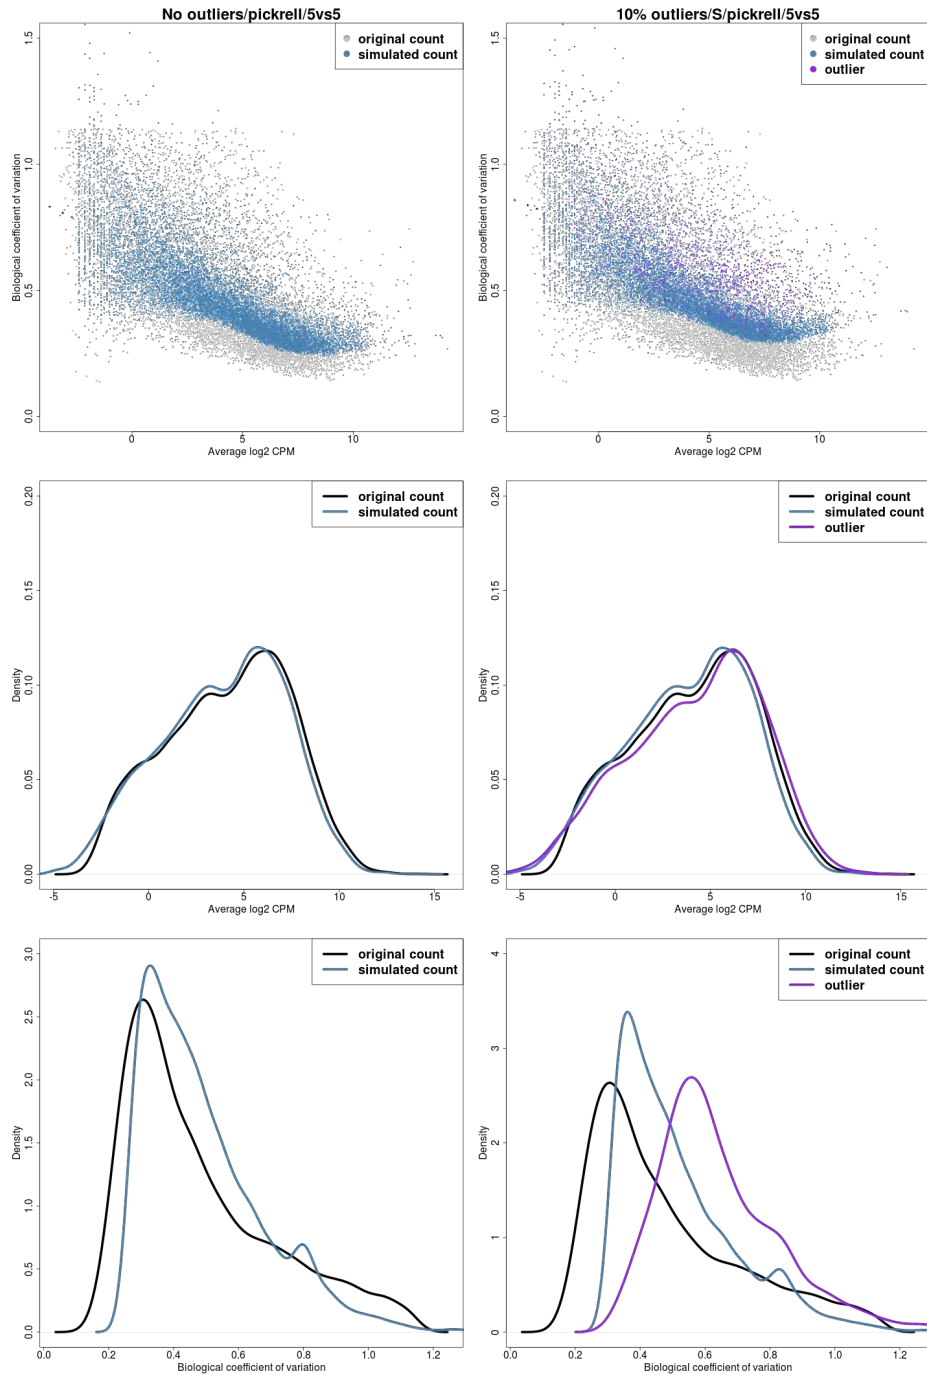 No outliers/pickrell/5vs5
original count
simulated count
Biological coefficient of variation
1.5
1.0
0.5
0.0
0 5 10
Average log2 CPM
10% outliers/S/pickrell/5vs5
original count
simulated count
outlier
Biological coefficient of variation
1.5
1.0
0.5
0.0
0 5 10
Average log2 CPM
original count
simulated count
Density
0.20
0.15
0.10
0.05
0.00
-5 0 5 10 15
Average log2 CPM
original count
simulated count
outlier
Density
0.20
0.15
0.10
0.05
0.00
-5 0 5 10 15
Average log2 CPM
original count
simulated count
Density
3.0
2.5
2.0
1.5
1.0
0.5
0.0
0.0 0.2 0.4 0.6 0.8 1.0 1.2
Biological coefficient of variation
original count
simulated count
outlier
Density
4
3
2
1
0
0.0 0.2 0.4 0.6 0.8 1.0 1.2
Biological coefficient of variation